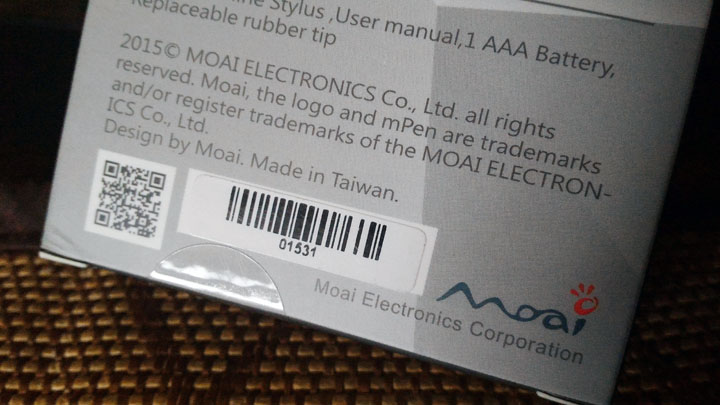 Stylus ,User manual,1 AAA Battery,
Replaceable rubber tip
2015© MOAI ELECTRONICS Co., Ltd. all rights
reserved. Moai, the logo and mPen are trademarks
and/or register trademarks of the MOAI ELECTRON-
ICS Co., Ltd.
Design by Moai. Made in Taiwan.
01531
Moai
Moai Electronics Corporation